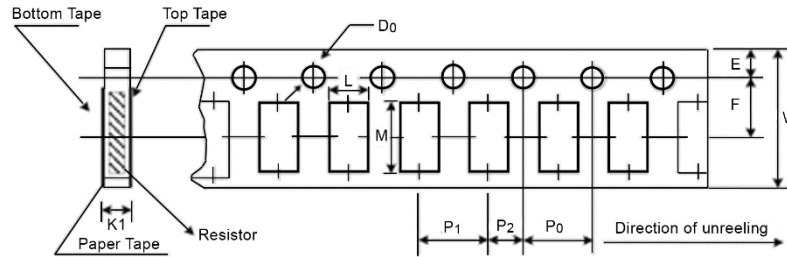 Bottom Tape
Top Tape
D0
E
L
F
M
W
K1
Resistor
Paper Tape
P1
P2
P0
Direction of unreeling